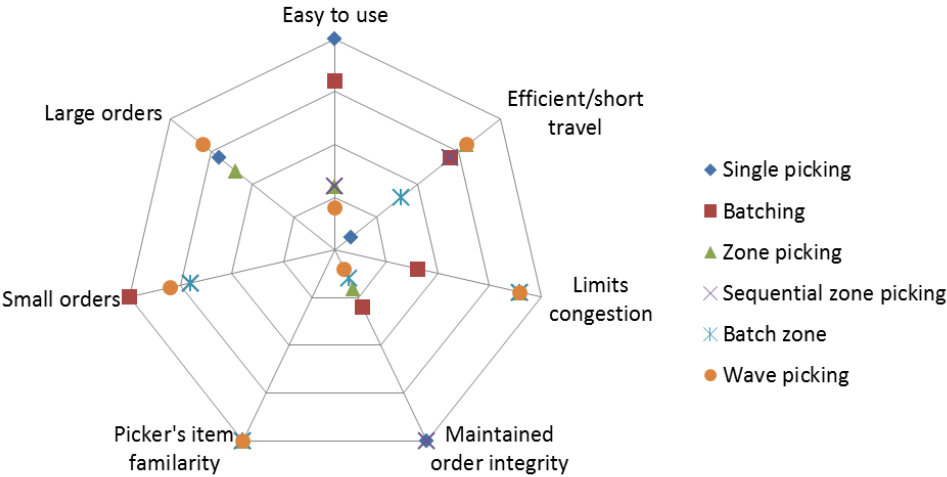 Easy to use
Large orders
Efficient/short
travel
Single picking
Batching
Zone picking
Sequential zone picking
Batch zone
Wave picking
Small orders
Limits
congestion
Picker's item
familarity
Maintained
order integrity